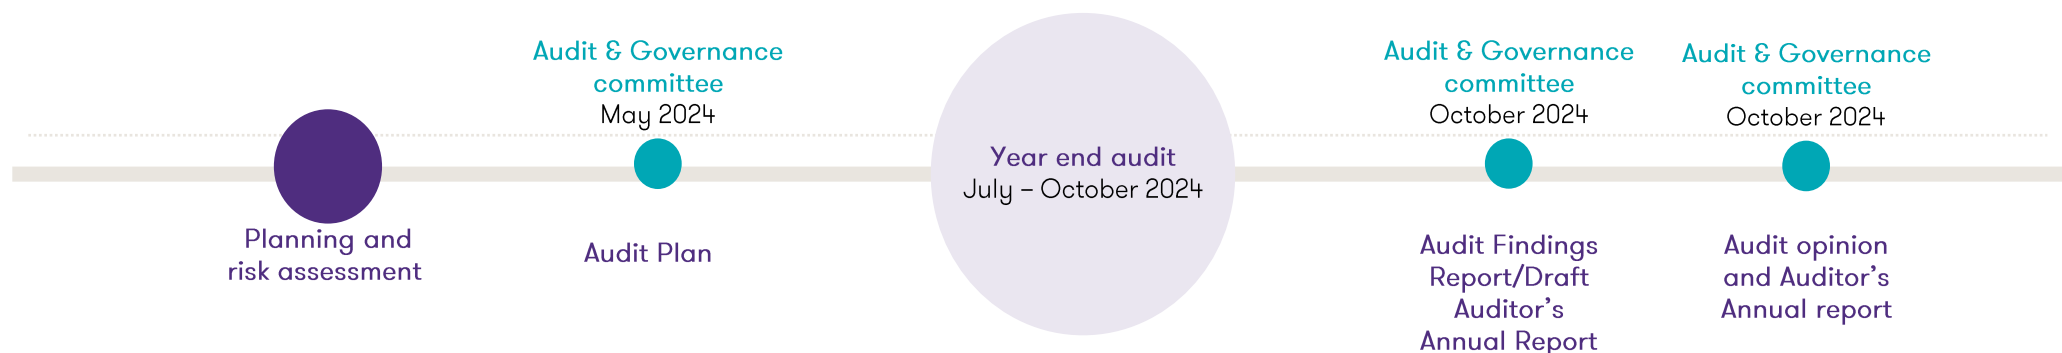 Planning and
risk assessment
Audit & Governance
committee
May 2024
Audit Plan
Year end audit
July – October 2024
Audit & Governance
committee
October 2024
Audit Findings
Report/Draft
Auditor’s
Annual Report
Audit & Governance
committee
October 2024
Audit opinion
and Auditor’s
Annual report